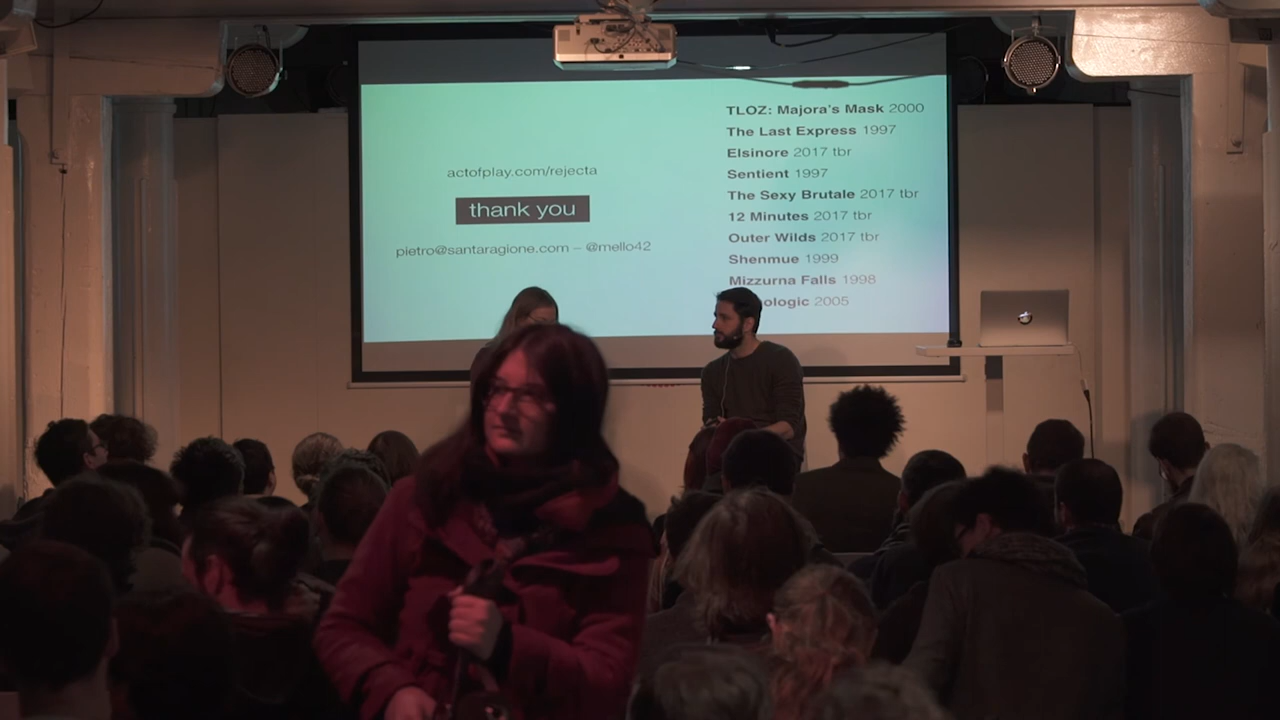 actofplay.com/rejecta
thank you
pietro@santaragione.com – @mello42
TLOZ: Majora's Mask 2000
The Last Express 1997
Elsinore 2017 tbr
Sentient 1997
The Sexy Brutale 2017 tbr
12 Minutes 2017 tbr
Outer Wilds 2017 tbr
Shenmue 1999
Mizzurna Falls 1998
ologic 2005